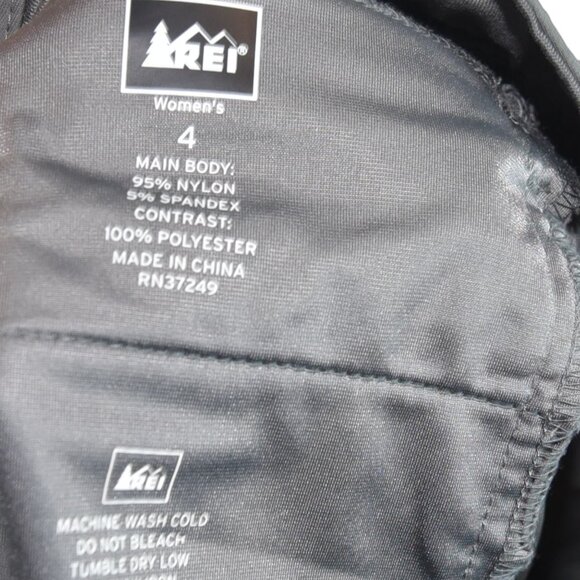 REI®
Women's
4
MAIN BODY:
95% NYLON
5% SPANDEX
CONTRAST:
100% POLYESTER
MADE IN CHINA
RN37249
REI
MACHINE WASH COLD
DO NOT BLEACH
TUMBLE DRY LOW